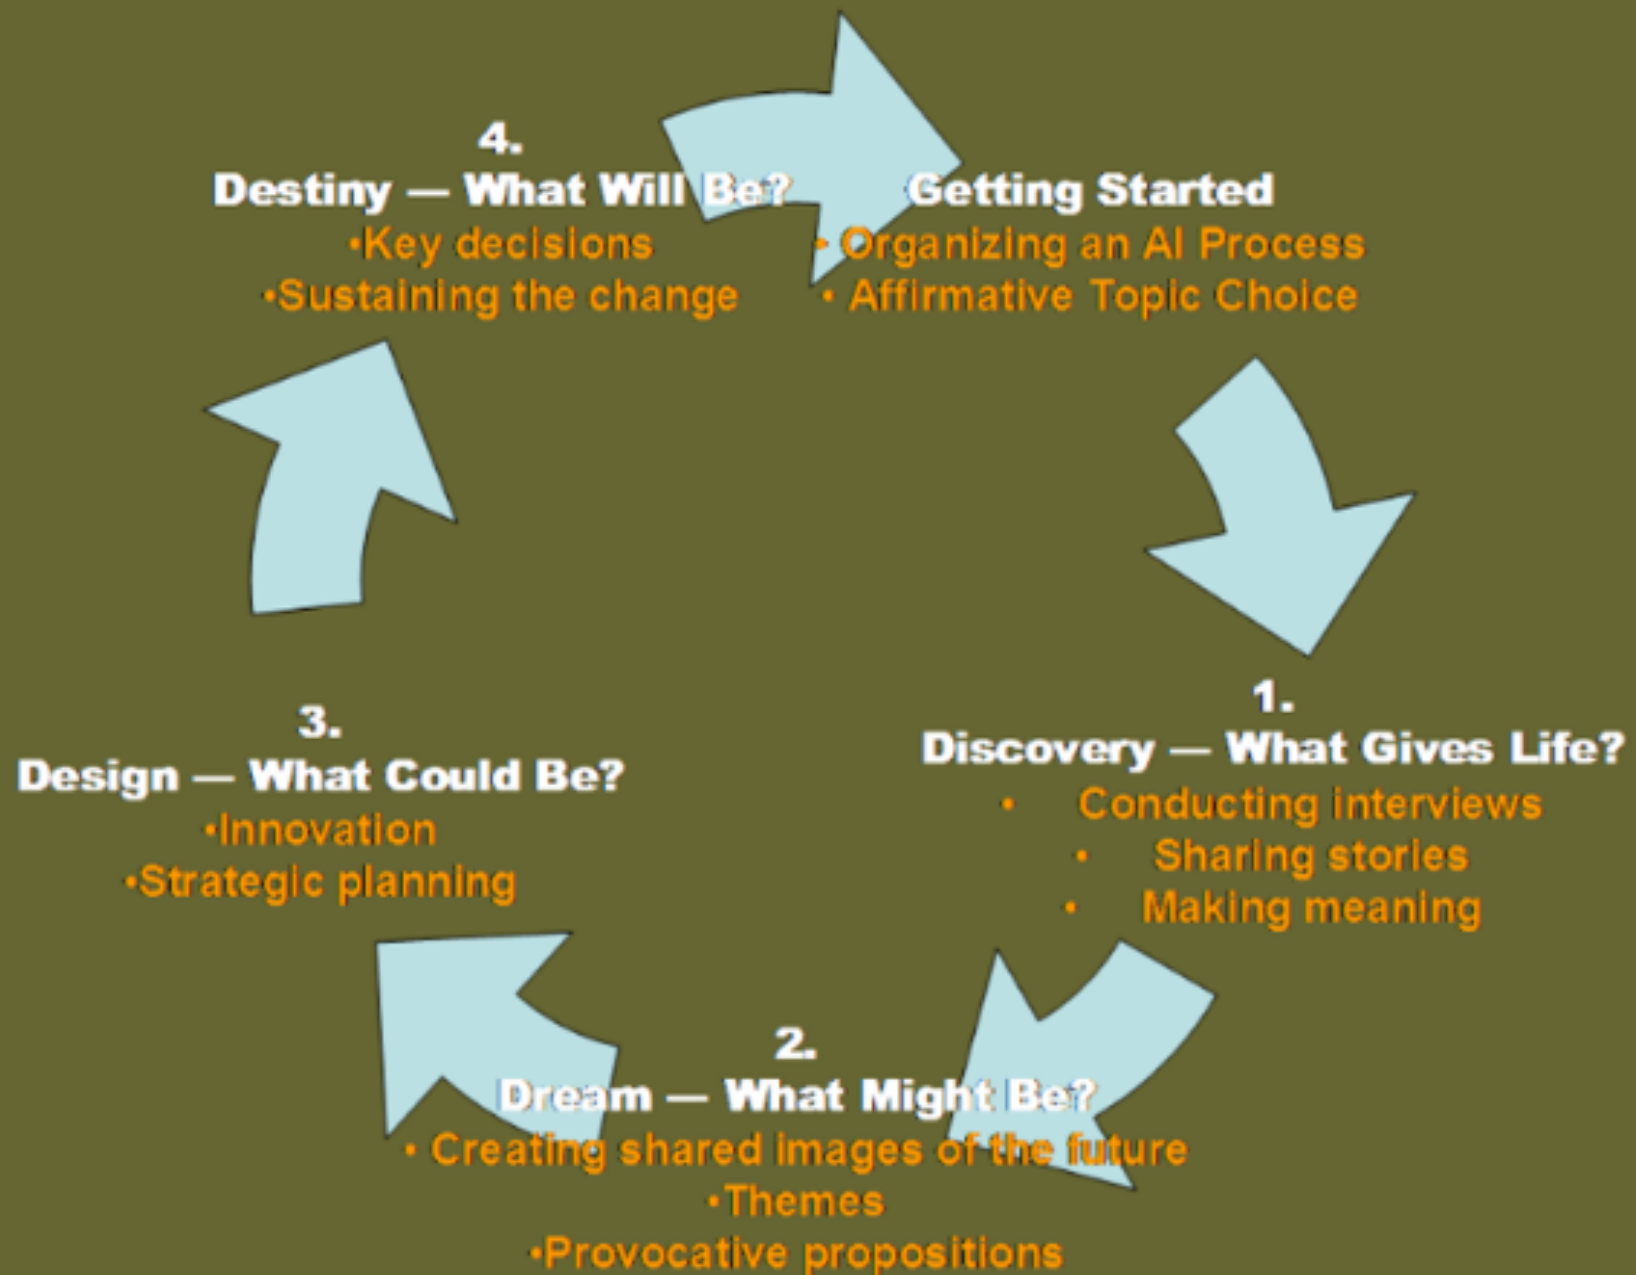 4.
Destiny — What Will Be?
•Key decisions
•Sustaining the change
Getting Started
• Organizing an AI Process
• Affirmative Topic Choice
1.
Discovery — What Gives Life?
• Conducting interviews
• Sharing stories
• Making meaning
2.
Dream — What Might Be?
• Creating shared images of the future
•Themes
•Provocative propositions
3.
Design — What Could Be?
•Innovation
•Strategic planning